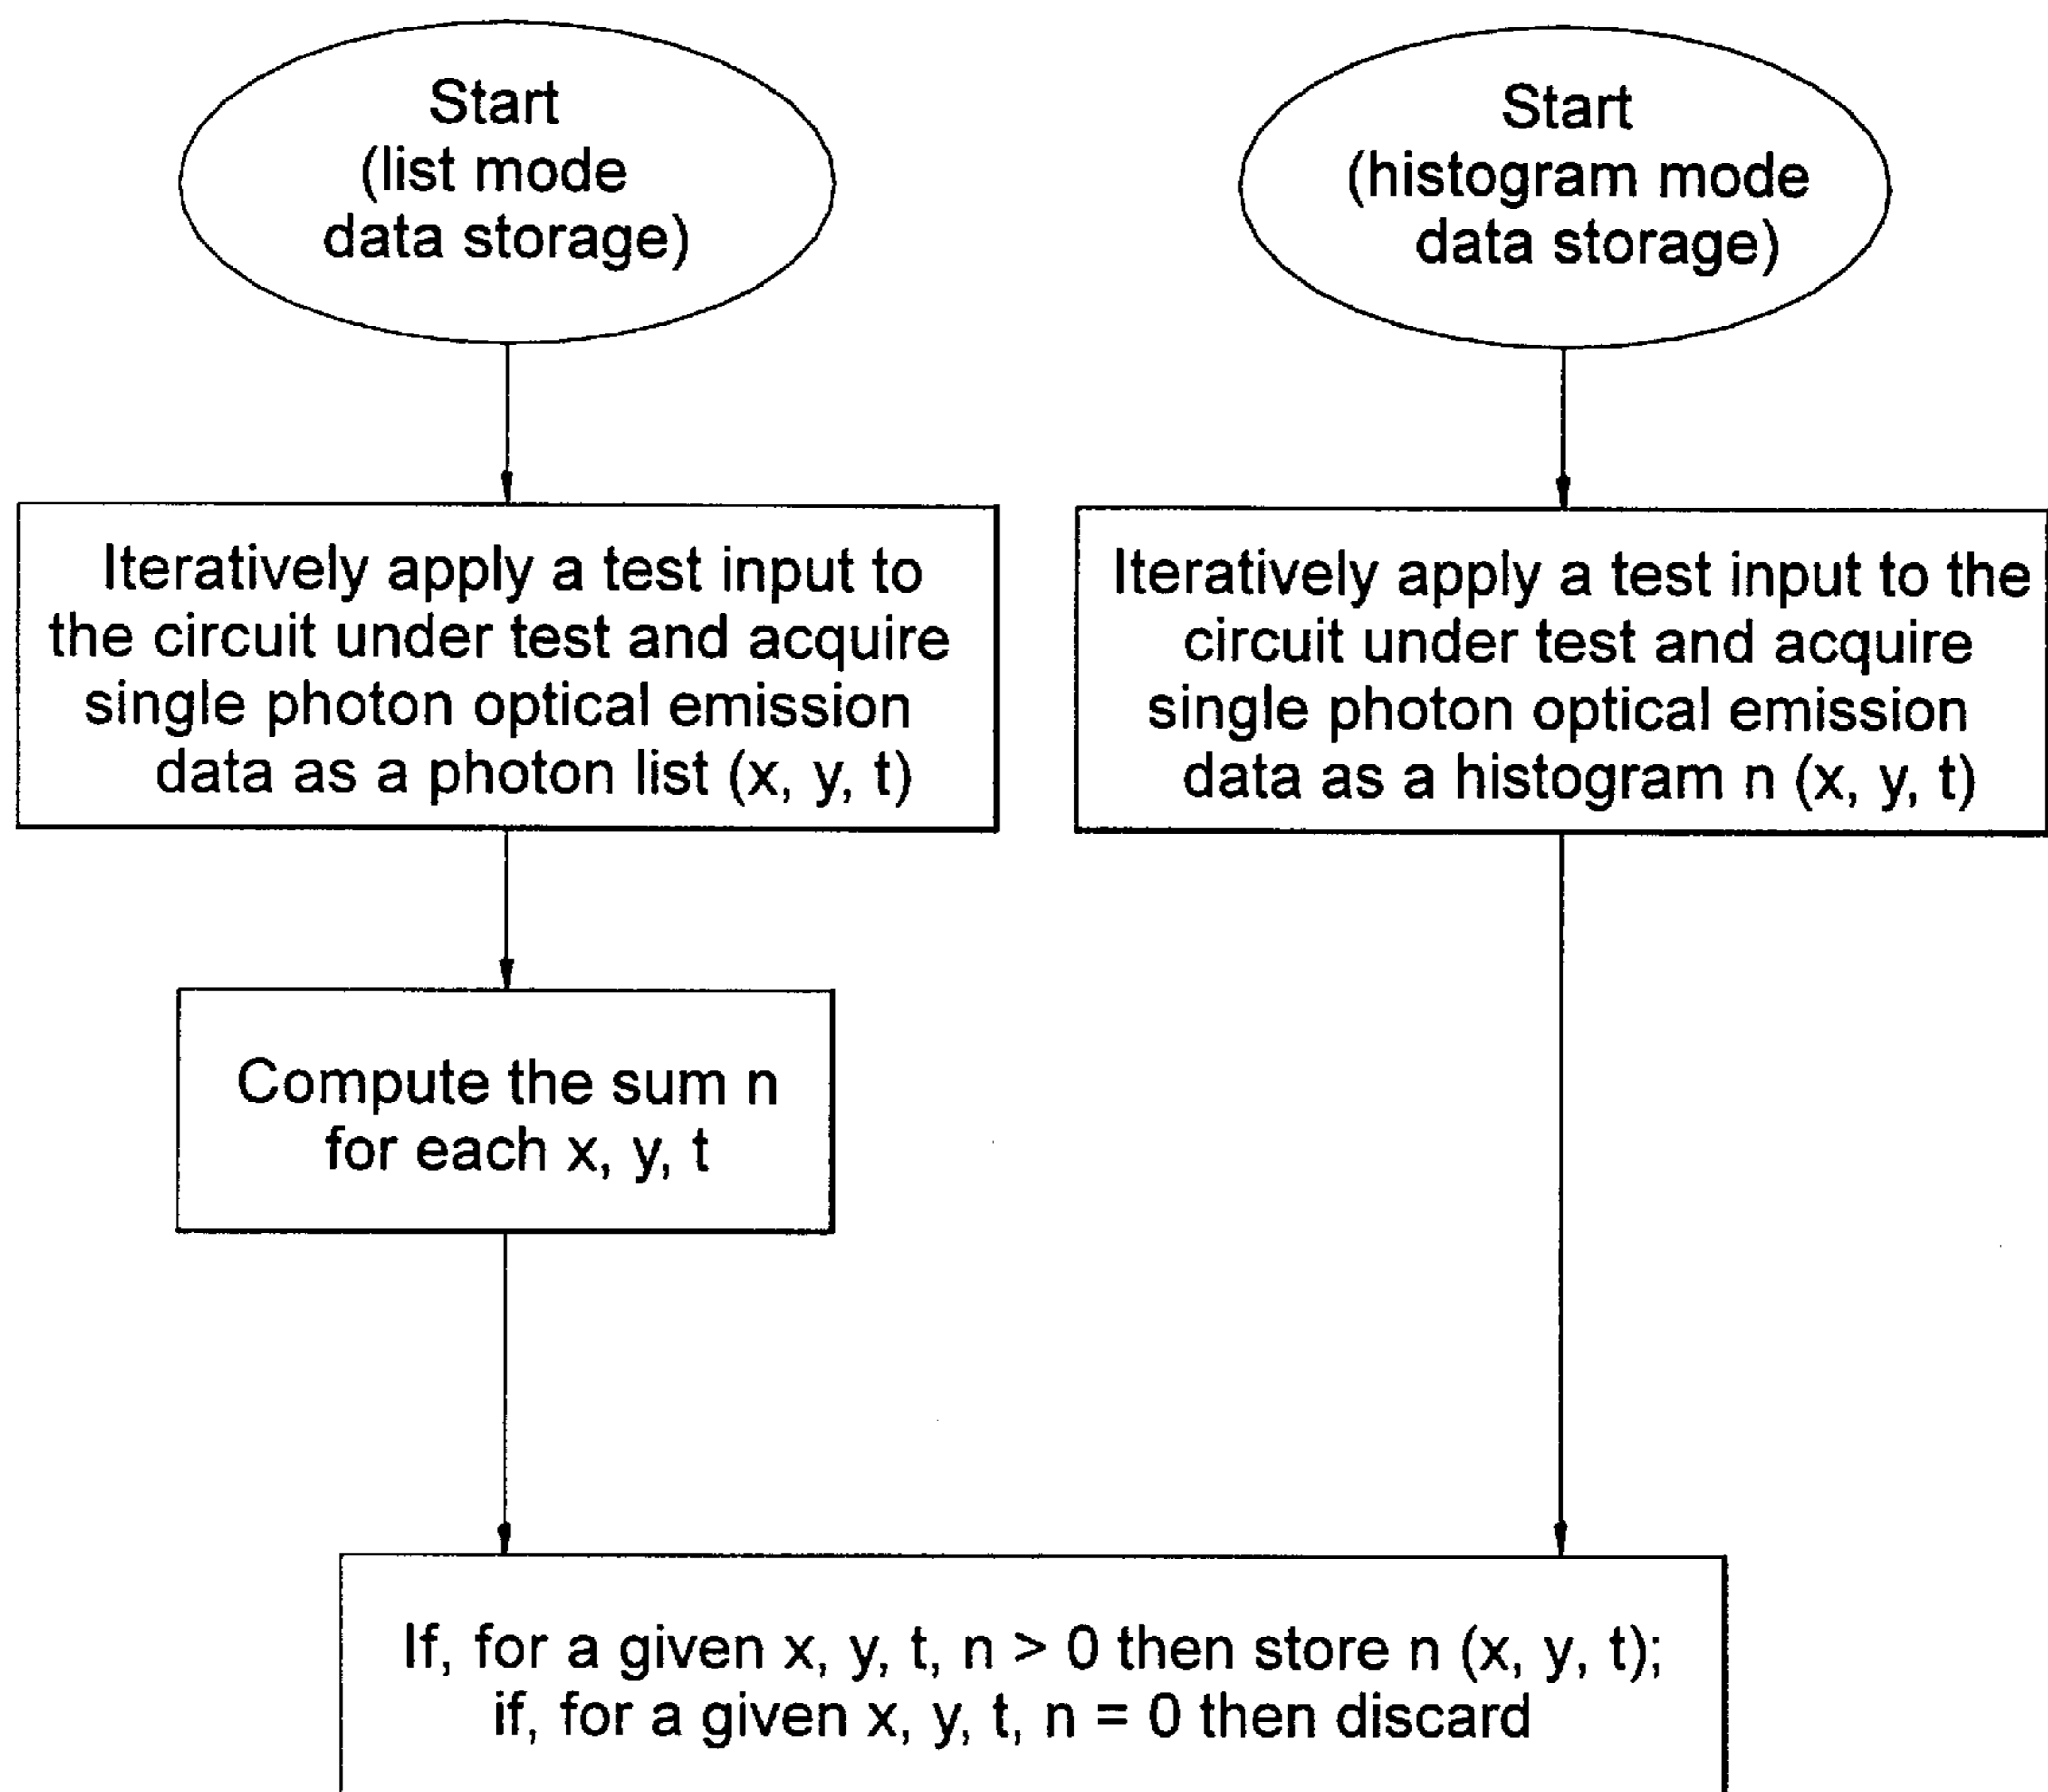 Start
(list mode
data storage)
Start
(histogram mode
data storage)
Iteratively apply a test input to
the circuit under test and acquire
single photon optical emission
data as a photon list (x, y, t)
Iteratively apply a test input to the
circuit under test and acquire
single photon optical emission
data as a histogram n (x, y, t)
Compute the sum n
for each x, y, t
If, for a given x, y, t, n > 0 then store n (x, y, t);
if, for a given x, y, t, n = 0 then discard